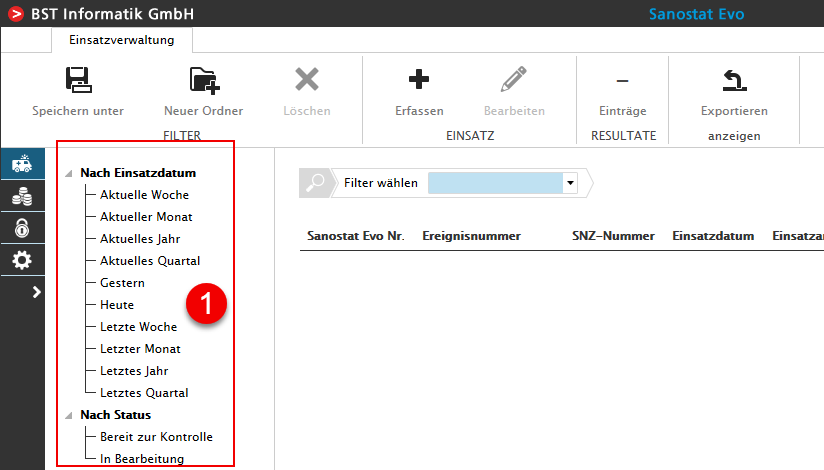 BST Informatik GmbH
Sanostat Evo
Einsatzverwaltung
Speichern unter
Neuer Ordner
Löschen
Erfassen
Bearbeiten
Einträge
Exportieren
FILTER
EINSATZ
RESULTATE
anzeigen
Nach Einsatzdatum
Aktuelle Woche
Aktueller Monat
Aktuelles Jahr
Aktuelles Quartal
Gestern
Heute
Letzte Woche
Letzter Monat
Letztes Jahr
Letztes Quartal
Nach Status
Bereit zur Kontrolle
In Bearbeitung
1
Filter wählen
Sanostat Evo Nr. Ereignisnummer SNZ-Nummer Einsatzdatum Einsatza